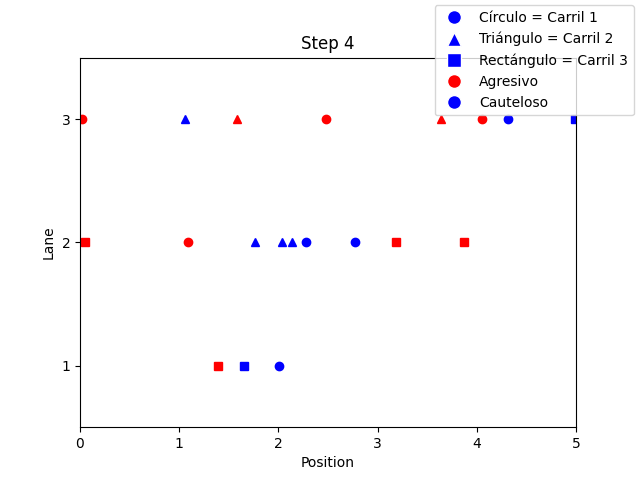 Step 4
Círculo = Carril 1
Triángulo = Carril 2
Rectángulo = Carril 3
Agresivo
Cauteloso
Lane
3
2
1
0 1 2 3 4 5
Position